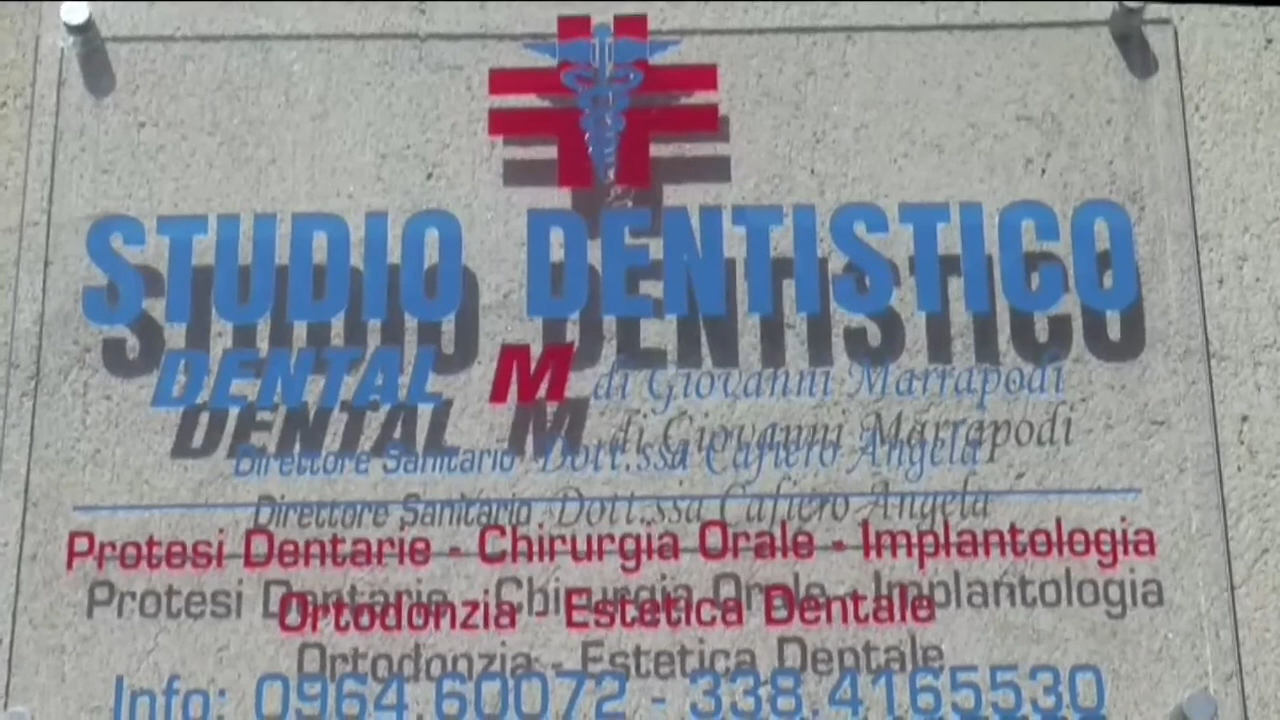 STUDIO DENTISTICO
DENTAL M di Giovanni Marrapodi
Direttore Sanitario Dott.ssa Cafiero Angela
Protesi Dentarie - Chirurgia Orale - Implantologia
Ortodonzia - Estetica Dentale
Info: 0964.60072 - 338.4165530